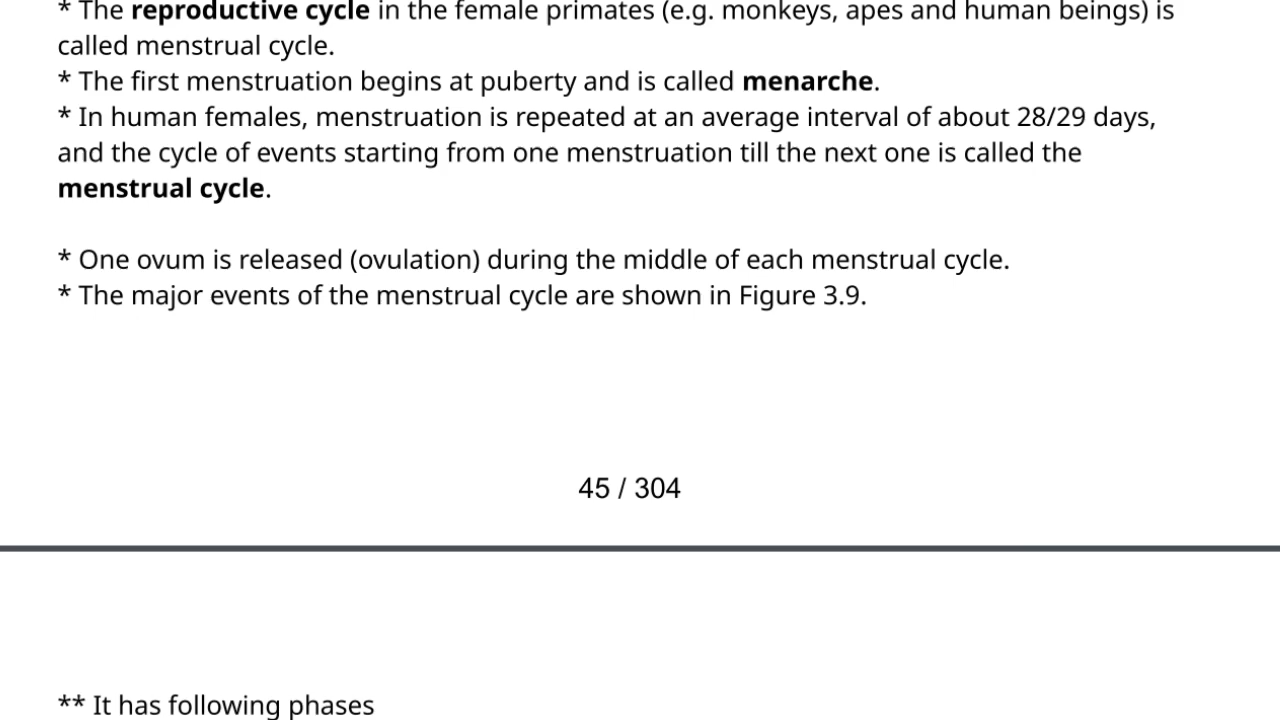 * The reproductive cycle in the female primates (e.g. monkeys, apes and human beings) is
called menstrual cycle.
* The first menstruation begins at puberty and is called menarche.
* In human females, menstruation is repeated at an average interval of about 28/29 days,
and the cycle of events starting from one menstruation till the next one is called the
menstrual cycle.
* One ovum is released (ovulation) during the middle of each menstrual cycle.
* The major events of the menstrual cycle are shown in Figure 3.9.
45 / 304
** It has following phases